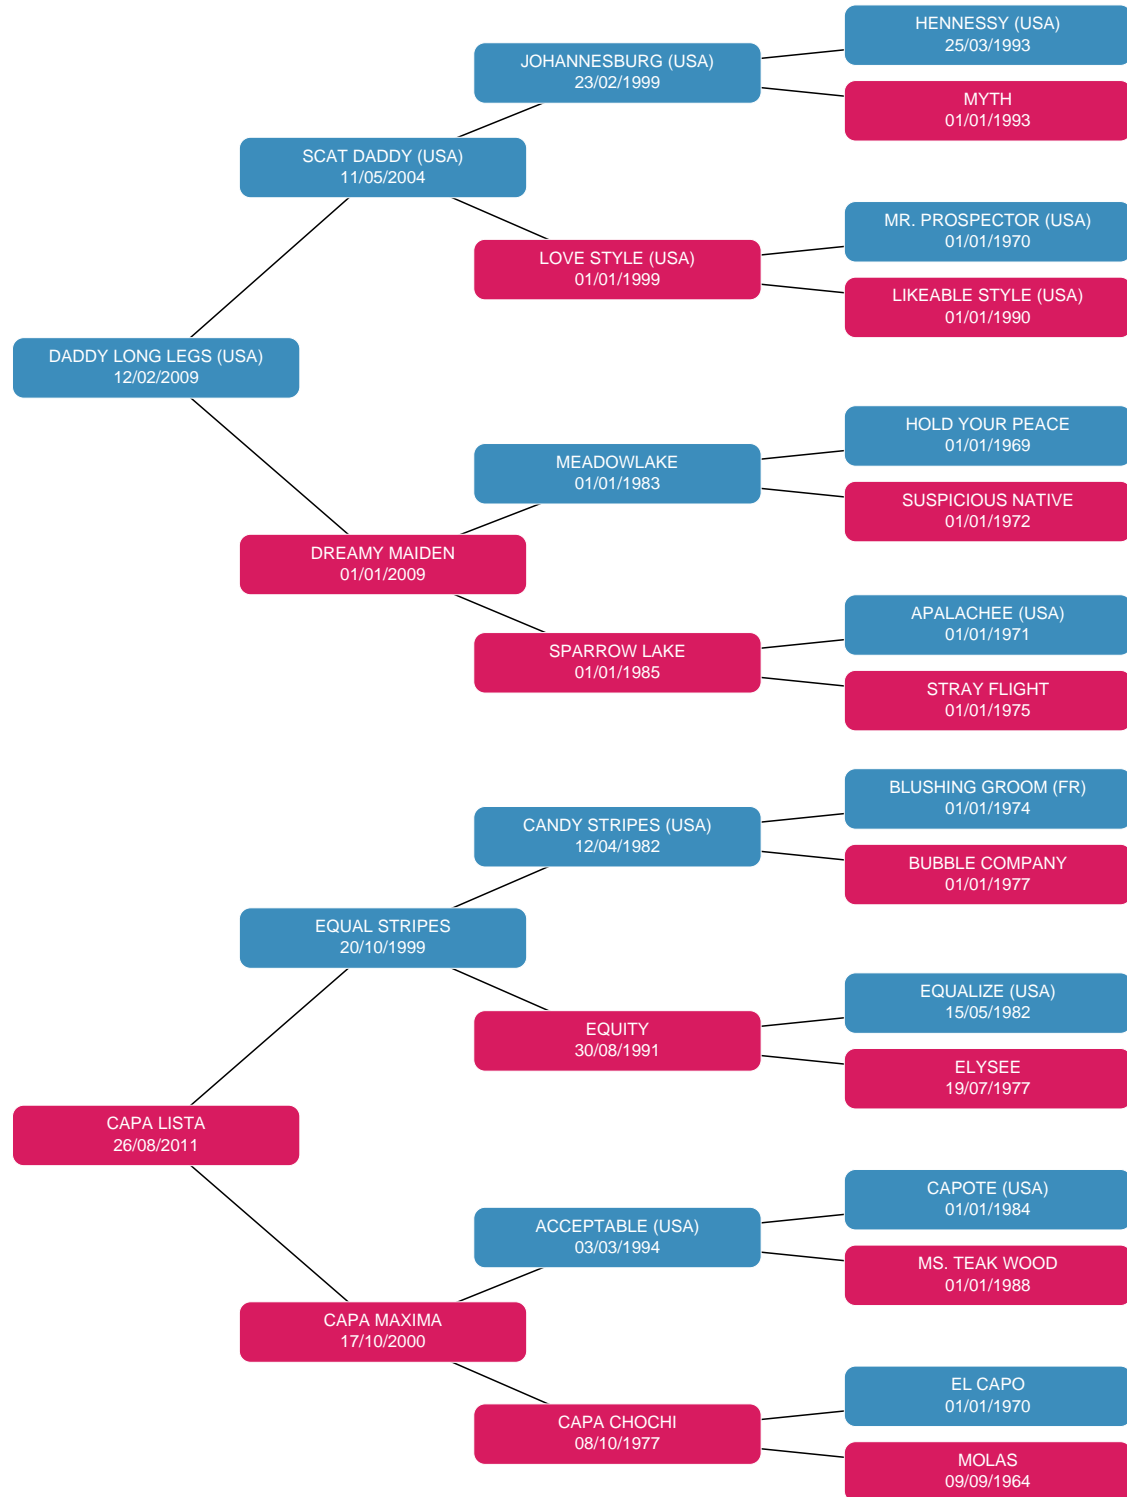 HENNESSY (USA)
25/03/1993
JOHANNESBURG (USA)
23/02/1999
MYTH
01/01/1993
SCAT DADDY (USA)
11/05/2004
MR. PROSPECTOR (USA)
01/01/1970
LOVE STYLE (USA)
01/01/1999
LIKEABLE STYLE (USA)
01/01/1990
DADDY LONG LEGS (USA)
12/02/2009
HOLD YOUR PEACE
01/01/1969
MEADOWLAKE
01/01/1983
SUSPICIOUS NATIVE
01/01/1972
DREAMY MAIDEN
01/01/2009
APALACHEE (USA)
01/01/1971
SPARROW LAKE
01/01/1985
STRAY FLIGHT
01/01/1975
BLUSHING GROOM (FR)
01/01/1974
CANDY STRIPES (USA)
12/04/1982
BUBBLE COMPANY
01/01/1977
EQUAL STRIPES
20/10/1999
EQUALIZE (USA)
15/05/1982
EQUITY
30/08/1991
ELYSEE
19/07/1977
CAPA LISTA
26/08/2011
CAPOTE (USA)
01/01/1984
ACCEPTABLE (USA)
03/03/1994
MS. TEAK WOOD
01/01/1988
CAPA MAXIMA
17/10/2000
EL CAPO
01/01/1970
CAPA CHOCHI
08/10/1977
MOLAS
09/09/1964